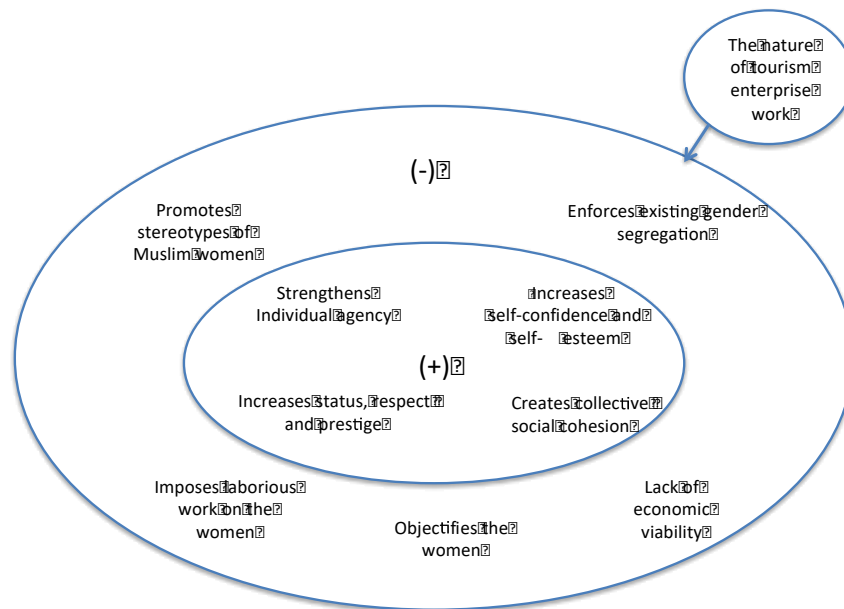 The nature
of tourism
enterprise
work
(-)
Promotes
stereotypes of
Muslim women
Enforces existing gender
segregation
Strengthens
Individual agency
Increases
self-confidence and
self- esteem
(+)
Increases status, respect
and prestige
Creates collective
social cohesion
Imposes laborious
work on the
women
Objectifies the
women
Lack of
economic
viability